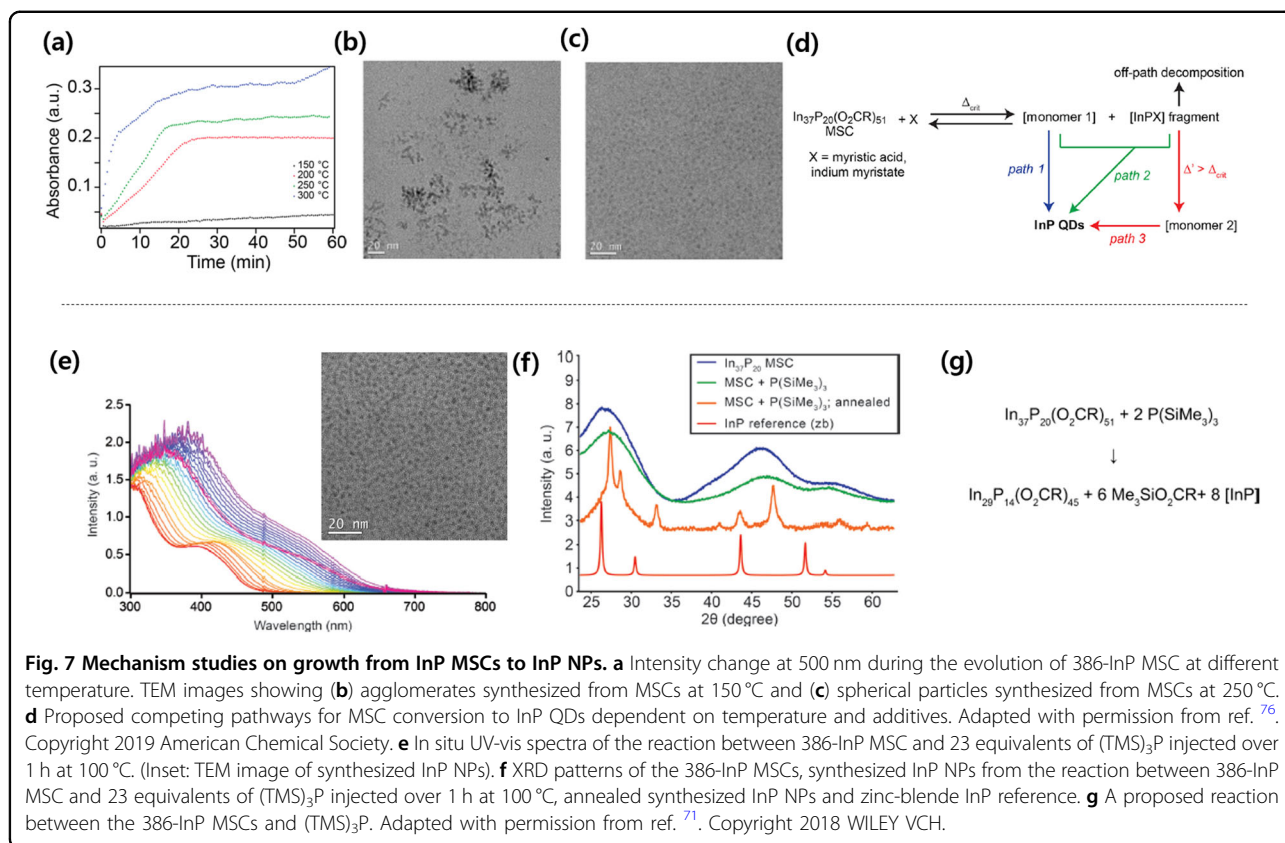 (a)
(b)
(c)
(d)
Absorbance (a.u.)
0.3
0.2
0.1
150 °C
200 °C
250 °C
300 °C
0 10 20 30 40 50 60
Time (min)
20 nm
20 nm
off-path decomposition
In₃₇P₂₀(O₂CR)₅₁ + X
MSC
Δcrit
[monomer 1] + [InPX] fragment
X = myristic acid,
indium myristate
path 1
path 2
Δ' > Δcrit
InP QDs
path 3
[monomer 2]
(e)
(f)
(g)
Intensity (a. u.)
2.5
2.0
1.5
1.0
0.5
0.0
300 400 500 600 700 800
Wavelength (nm)
20 nm
Intensity (a. u.)
10
9
8
7
6
5
4
3
2
1
0
In₃₇P₂₀ MSC
MSC + P(SiMe₃)₃
MSC + P(SiMe₃)₃; annealed
InP reference (zb)
25 30 35 40 45 50 55 60
2θ (degree)
In₃₇P₂₀(O₂CR)₅₁ + 2 P(SiMe₃)₃
↓
In₂₉P₁₄(O₂CR)₄₅ + 6 Me₃SiO₂CR+ 8 [InP]
Fig. 7 Mechanism studies on growth from InP MSCs to InP NPs. a Intensity change at 500 nm during the evolution of 386-InP MSC at different
temperature. TEM images showing (b) agglomerates synthesized from MSCs at 150 °C and (c) spherical particles synthesized from MSCs at 250 °C.
d Proposed competing pathways for MSC conversion to InP QDs dependent on temperature and additives. Adapted with permission from ref. 76.
Copyright 2019 American Chemical Society. e In situ UV-vis spectra of the reaction between 386-InP MSC and 23 equivalents of (TMS)₃P injected over
1 h at 100 °C. (Inset: TEM image of synthesized InP NPs). f XRD patterns of the 386-InP MSCs, synthesized InP NPs from the reaction between 386-InP
MSC and 23 equivalents of (TMS)₃P injected over 1 h at 100 °C, annealed synthesized InP NPs and zinc-blende InP reference. g A proposed reaction
between the 386-InP MSCs and (TMS)₃P. Adapted with permission from ref. 71. Copyright 2018 WILEY VCH.